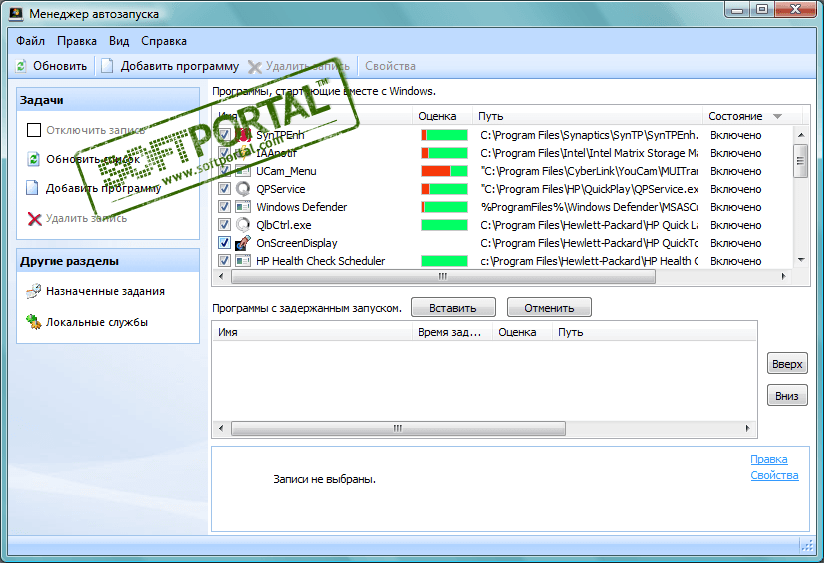 Менеджер автозапуска
Файл Правка Вид Справка
Обновить Добавить программу Удалить запись Свойства
Задачи
Отключить запись
Обновить список
Добавить программу
Удалить запись
Другие разделы
Назначенные задания
Локальные службы
Программы, стартующие вместе с Windows.
Имя Оценка Путь Состояние
SynTPEnh C:\Program Files\Synaptics\SynTP\SynTPEnh. Включено
IAAnotif C:\Program Files\Intel\Intel Matrix Storage Ma Включено
UCam_Menu "C:\Program Files\CyberLink\YouCam\MUITran Включено
QPService "C:\Program Files\HP\QuickPlay\QPService.ex Включено
Windows Defender %ProgramFiles%\Windows Defender\MSASCu Включено
QlbCtrl.exe C:\Program Files\Hewlett-Packard\HP Quick La Включено
OnScreenDisplay C:\Program Files\Hewlett-Packard\HP QuickTo Включено
HP Health Check Scheduler c:\Program Files\Hewlett-Packard\HP Health C Включено
Программы с задержанным запуском. Вставить Отменить
Имя Время зад... Оценка Путь
Вверх
Вниз
Записи не выбраны.
Правка
Свойства
SOFTPORTAL™
www.softportal.com